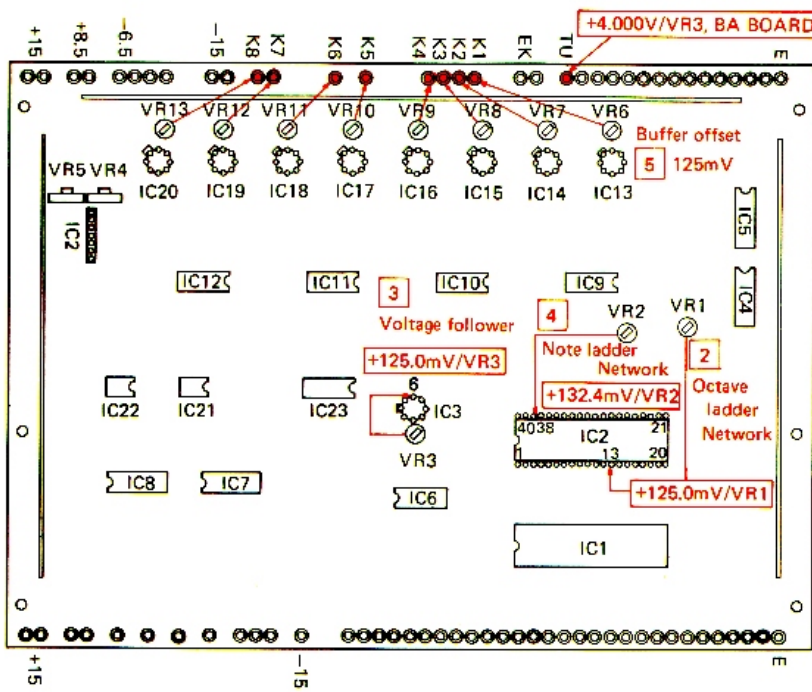 +15
+8.5
-6.5
-15
K8
K7
K6
K5
K4
K3
K2
K1
EK
TU
+4.000V/VR3, BA BOARD
E
VR13
VR12
VR11
VR10
VR9
VR8
VR7
VR6
Buffer offset
5
125mV
IC20
IC19
IC18
IC17
IC16
IC15
IC14
IC13
VR5
VR4
IC2
IC5
IC12
IC11
IC10
IC9
IC4
3
Voltage follower
+125.0mV/VR3
4
VR2
VR1
Note ladder
Network
+132.4mV/VR2
2
Octave
ladder
Network
IC22
IC21
IC23
6
IC3
VR3
4038
21
IC2
1
13
20
+125.0mV/VR1
IC8
IC7
IC6
IC1
+15
-15
E